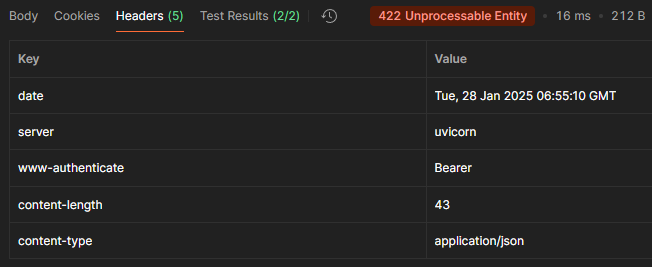 Body Cookies Headers (5) Test Results (2/2) 422 Unprocessable Entity • 16 ms • 212 B
Key Value
date Tue, 28 Jan 2025 06:55:10 GMT
server uvicorn
www-authenticate Bearer
content-length 43
content-type application/json